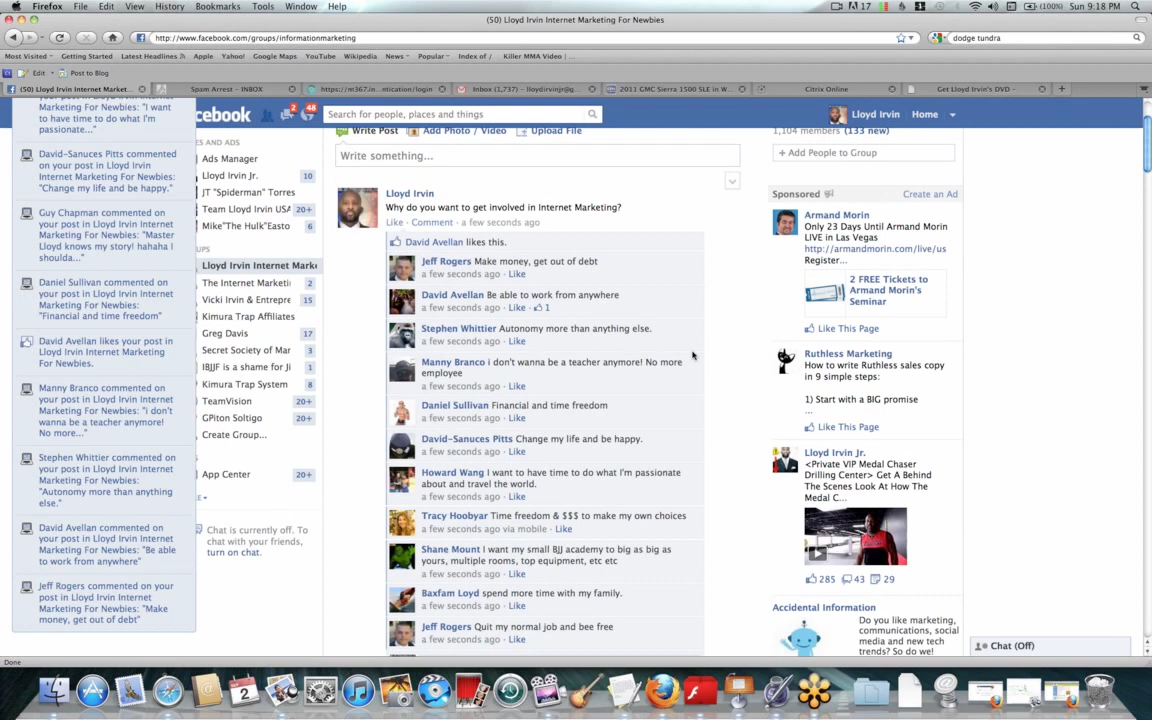 Firefox File Edit View History Bookmarks Tools Window Help
17
1
(100%) Sun 9:18 PM
(50) Lloyd Irvin Internet Marketing For Newbies
http://www.facebook.com/groups/informationmarketing
dodge tundra
Most Visited Getting Started Latest Headlines Apple Yahoo! Google Maps YouTube Wikipedia News Popular Index of / Killer MMA Video | ...
Edit Post to Blog
(50) Lloyd Irvin Internet Market...
Spam Arrest - INBOX
https://m367.in...mtication/login
Inbox (1,737) - lloydirvinjr@g...
2011 GMC Sierra 1500 SLE in W...
Citrix Online
Get Lloyd Irvin's DVD -
cebook
2
48
Search for people, places and things
Lloyd Irvin Home
Marketing For Newbies:
"I want
to have time to do what I'm
passionate..."
David-Sanuces Pitts commented
on your post in Lloyd Irvin
Internet Marketing For Newbies:
"Change my life and be happy."
Guy Chapman commented on
your post in Lloyd Irvin Internet
Marketing For Newbies: "Master
Lloyd knows my story! hahaha I
shoulda..."
Daniel Sullivan commented on
your post in Lloyd Irvin Internet
Marketing For Newbies:
"Financial and time freedom"
David Avellan likes your post in
Lloyd Irvin Internet Marketing
For Newbies.
Manny Branco commented on
your post in Lloyd Irvin Internet
Marketing For Newbies: "i don't
wanna be a teacher anymore!
No more..."
Stephen Whittier commented on
your post in Lloyd Irvin Internet
Marketing For Newbies:
"Autonomy more than anything
else."
David Avellan commented on
your post in Lloyd Irvin Internet
Marketing For Newbies: "Be able
to work from anywhere"
Jeff Rogers commented on your
post in Lloyd Irvin Internet
Marketing For Newbies: "Make
money, get out of debt"
ES AND ADS
Ads Manager
Lloyd Irvin Jr. 10
JT "Spiderman" Torres
Team Lloyd Irvin USA 20+
Mike"The Hulk"Easto 6
UPS
Lloyd Irvin Internet Marke
The Internet Marketi 2
Vicki Irvin & Entrepre 15
Kimura Trap Affiliates
Greg Davis 17
Secret Society of Mar 3
IBJJF is a shame for Ji 1
Kimura Trap System 8
TeamVision 20+
GPiton Soltigo 20+
Create Group...
App Center 20+
Chat is currently off. To
chat with your friends,
turn on chat.
Write Post Add Photo / Video Upload File
Write something...
Lloyd Irvin
Why do you want to get involved in Internet Marketing?
Like · Comment · a few seconds ago
David Avellan likes this.
Jeff Rogers Make money, get out of debt
a few seconds ago · Like
David Avellan Be able to work from anywhere
a few seconds ago · Like · 1
Stephen Whittier Autonomy more than anything else.
a few seconds ago · Like
Manny Branco i don't wanna be a teacher anymore! No more
employee
a few seconds ago · Like
Daniel Sullivan Financial and time freedom
a few seconds ago · Like
David-Sanuces Pitts Change my life and be happy.
a few seconds ago · Like
Howard Wang I want to have time to do what I'm passionate
about and travel the world.
a few seconds ago · Like
Tracy Hoobyar Time freedom & $$$ to make my own choices
a few seconds ago via mobile · Like
Shane Mount I want my small BJJ academy to big as big as
yours, multiple rooms, top equipment, etc etc
a few seconds ago · Like
Baxfam Loyd spend more time with my family.
a few seconds ago · Like
Jeff Rogers Quit my normal job and bee free
a few seconds ago · Like
1,104 members (133 new)
+ Add People to Group
Sponsored Create an Ad
Armand Morin
Only 23 Days Until Armand Morin
LIVE in Las Vegas
http://armandmorin.com/live/us
Register...
2 FREE Tickets to
Armand Morin's
Seminar
Like This Page
Ruthless Marketing
How to write Ruthless sales copy
in 9 simple steps:
1) Start with a BIG promise
...
Like This Page
Lloyd Irvin Jr.
<Private VIP Medal Chaser
Drilling Center> Get A Behind
The Scenes Look At How The
Medal C...
285 43 29
Accidental Information
Do you like marketing,
communications, social
media and new tech
trends? So do we!
Chat (Off)
Done
2